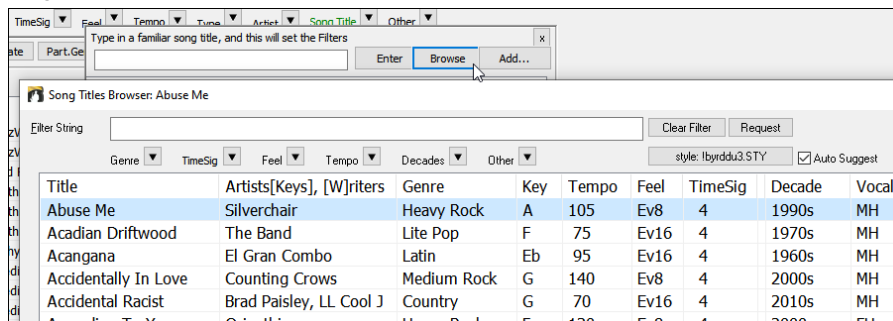 TimeSig Feel Tempo Type Artist Song Title Other
Type in a familiar song title, and this will set the Filters x
ate Part.Ge
Enter Browse Add...
Song Titles Browser: Abuse Me
Filter String Clear Filter Request
Genre TimeSig Feel Tempo Decades Other style: !byrddu3.STY Auto Suggest
Title Artists[Keys], [W]riters Genre Key Tempo Feel TimeSig Decade Vocal
Abuse Me Silverchair Heavy Rock A 105 Ev8 4 1990s MH
Acadian Driftwood The Band Lite Pop F 75 Ev16 4 1970s MH
Acangana El Gran Combo Latin Eb 95 Ev16 4 1960s MH
Accidentally In Love Counting Crows Medium Rock G 140 Ev8 4 2000s MH
Accidental Racist Brad Paisley, LL Cool J Country G 70 Ev16 4 2010s MH